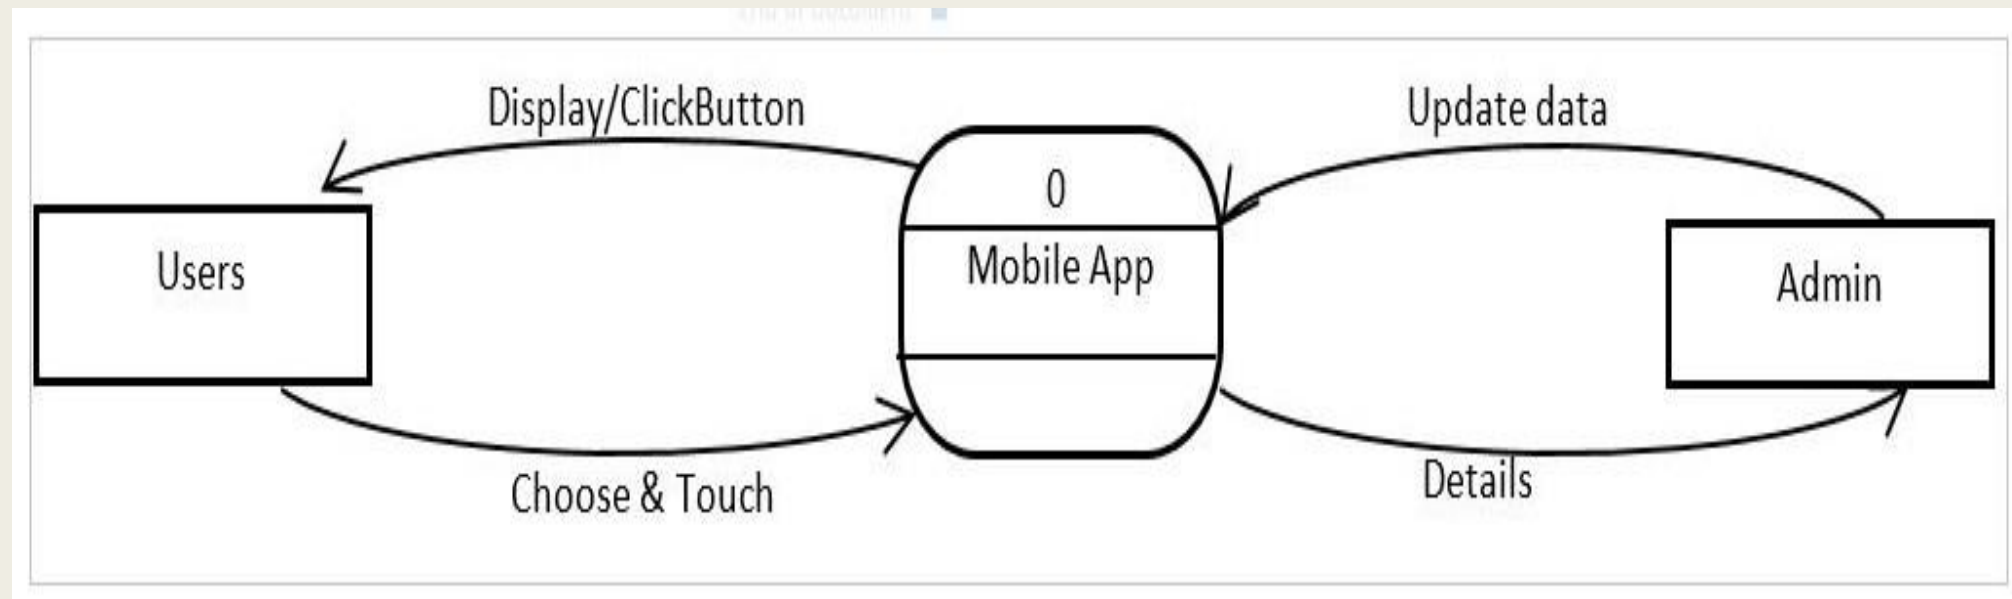 Display/ClickButton
Update data
0
Users
Mobile App
Admin
Choose & Touch
Details